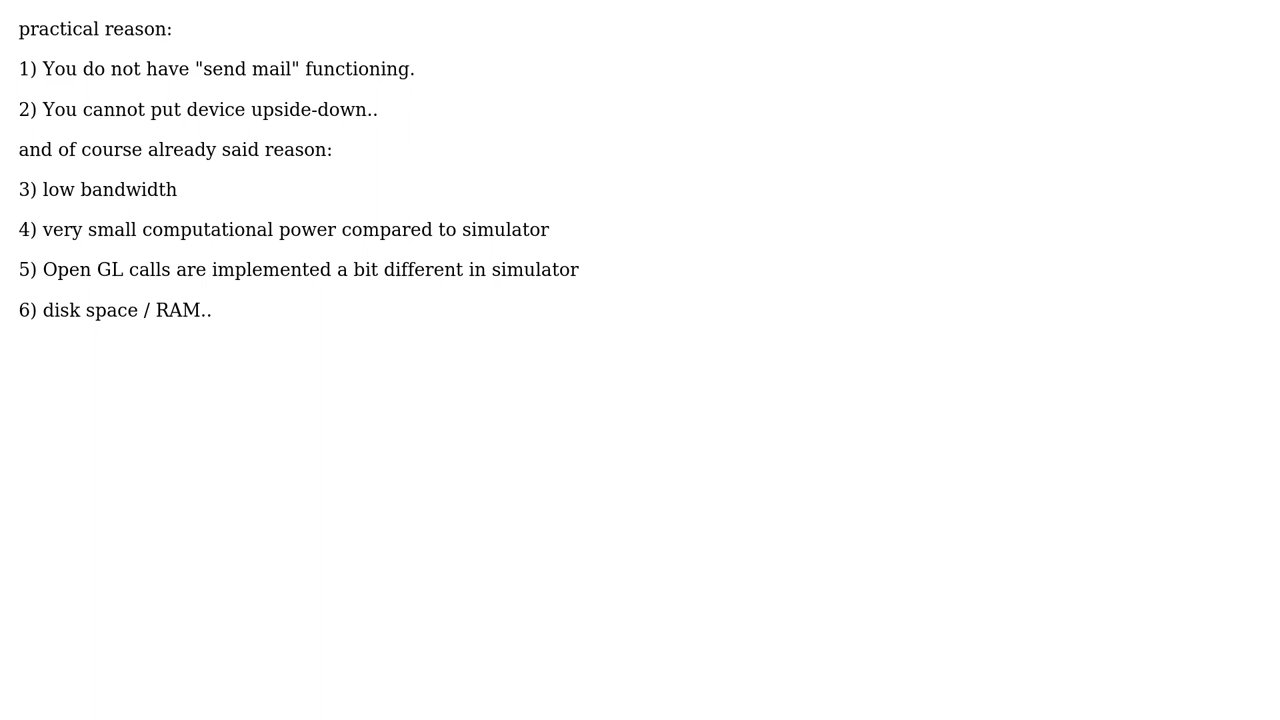 practical reason:
1) You do not have "send mail" functioning.
2) You cannot put device upside-down..
and of course already said reason:
3) low bandwidth
4) very small computational power compared to simulator
5) Open GL calls are implemented a bit different in simulator
6) disk space / RAM..